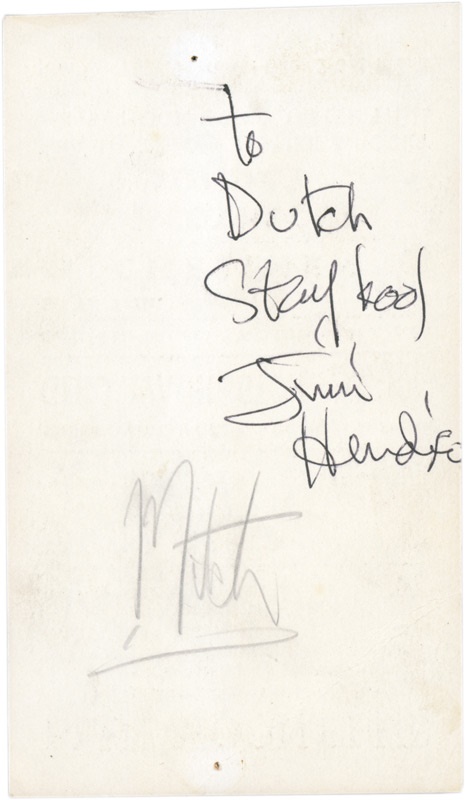 to
Dutch
Stay kool
Jimi
Hendrix
Mitch